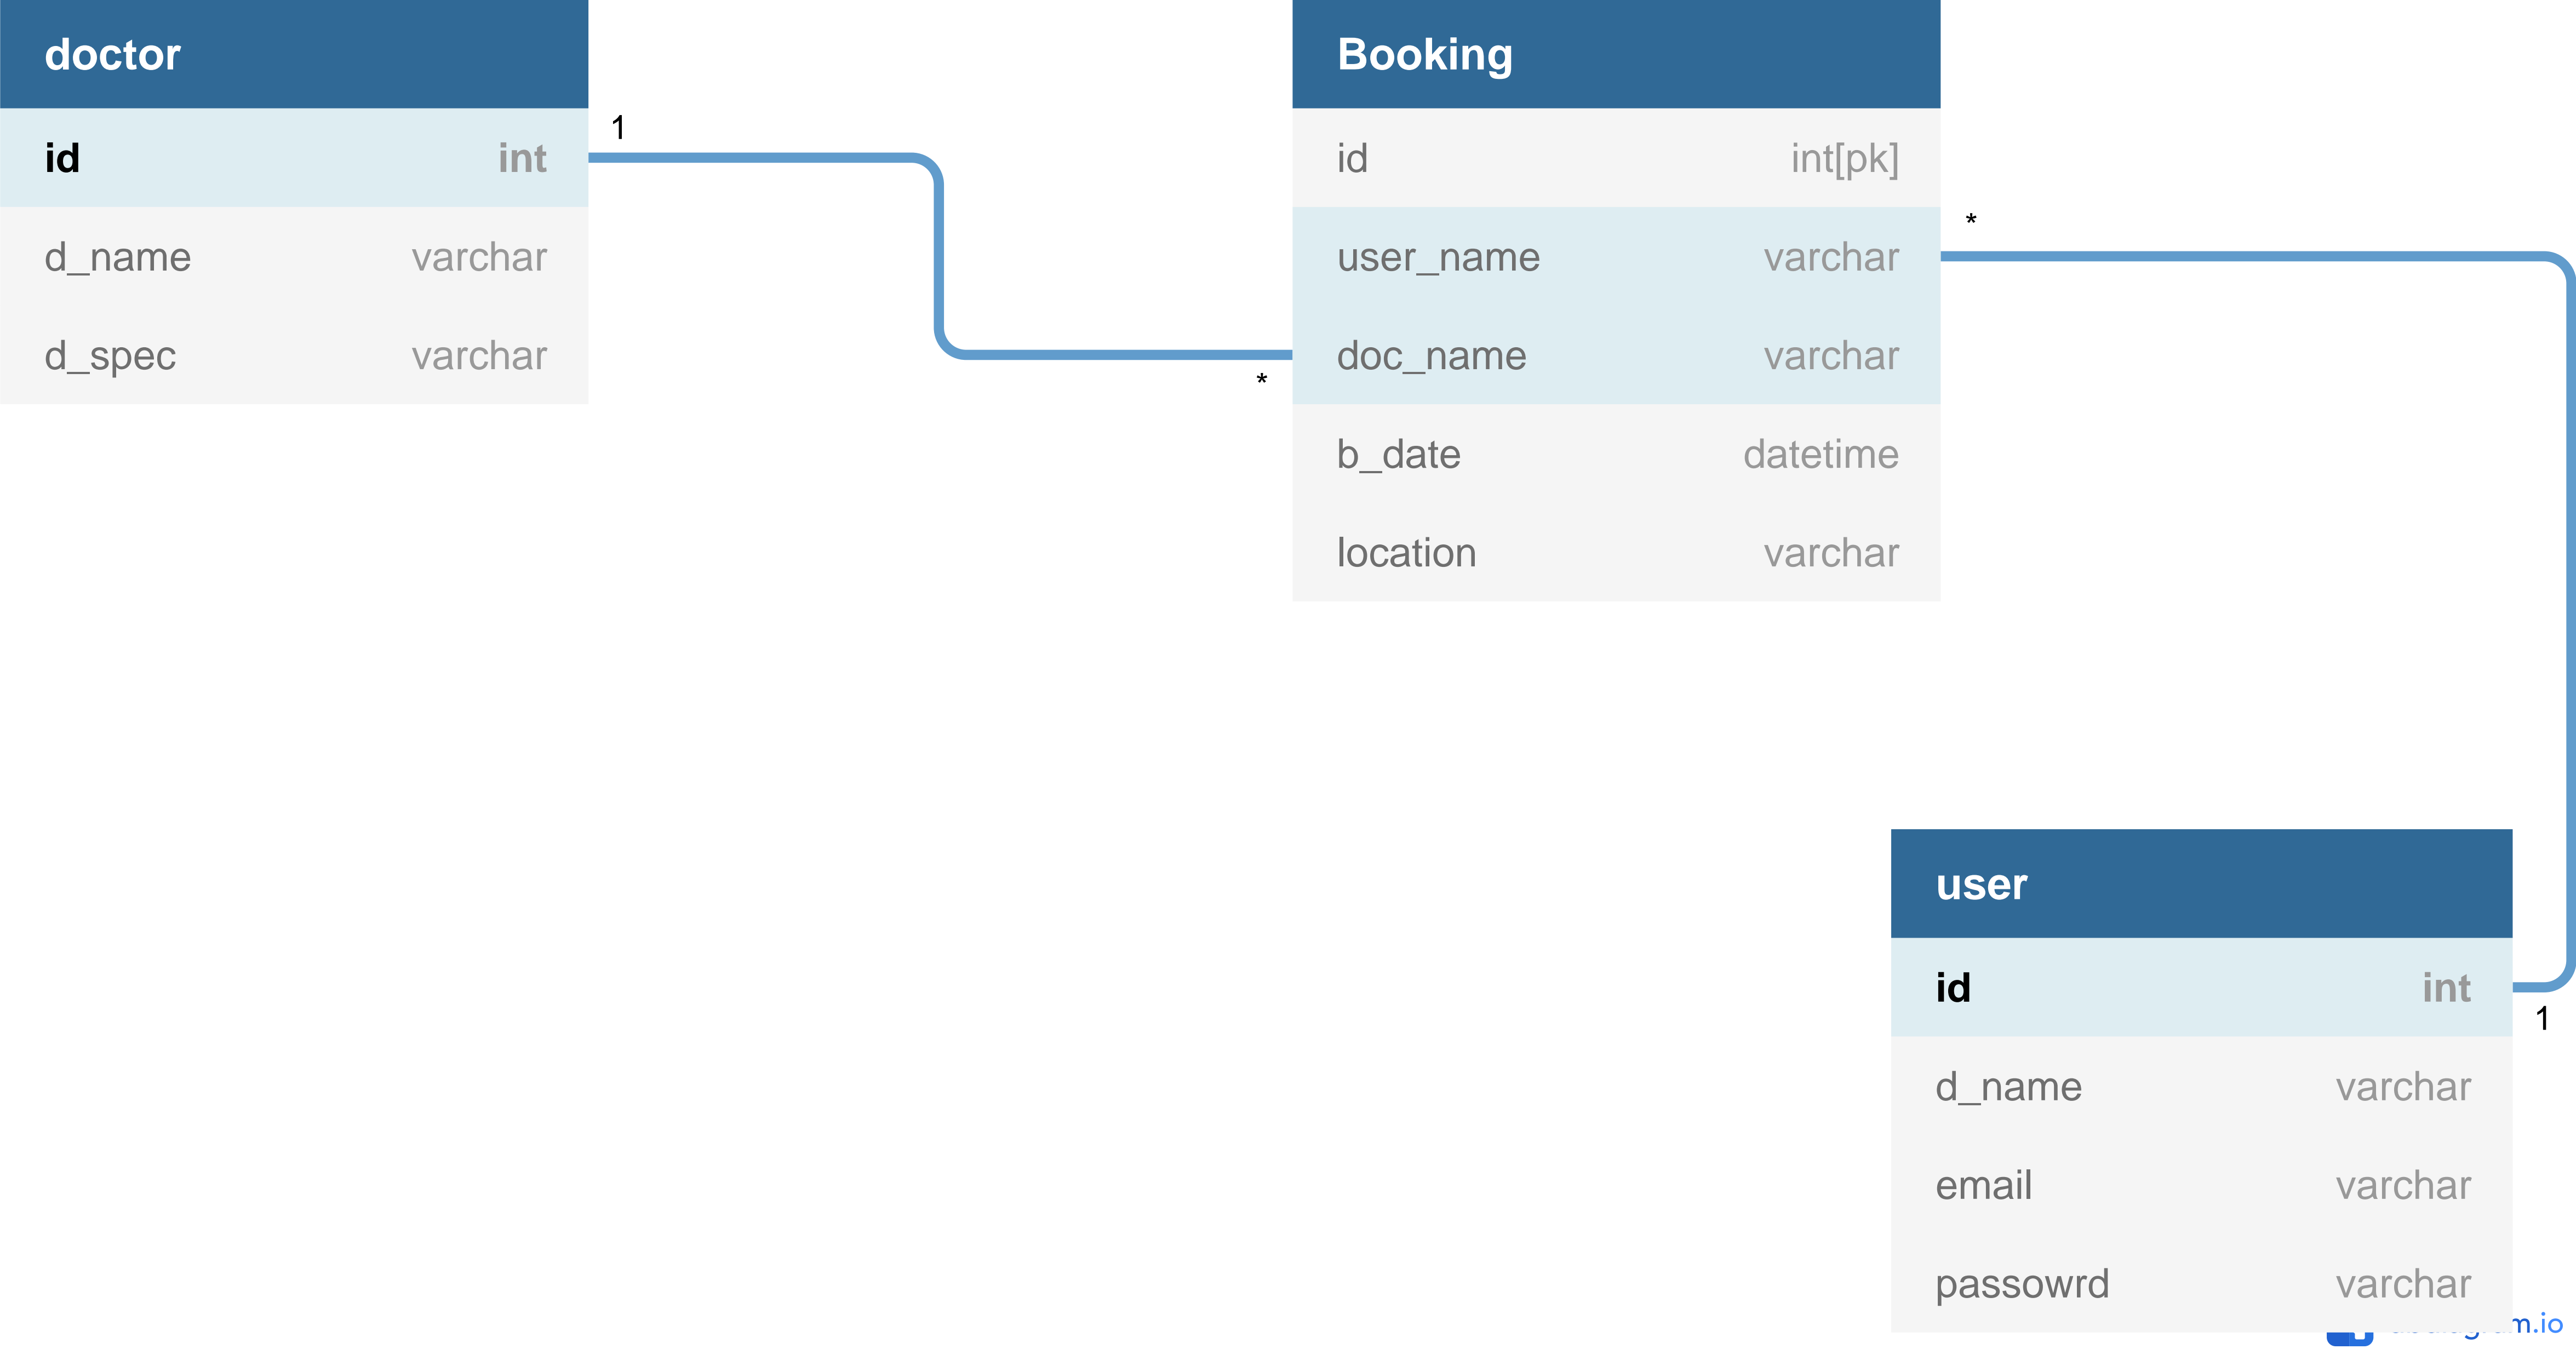 doctor
id int
d_name varchar
d_spec varchar
1
*
Booking
id int[pk]
user_name varchar
doc_name varchar
b_date datetime
location varchar
*
user
id int
d_name varchar
email varchar
passowrd varchar
1